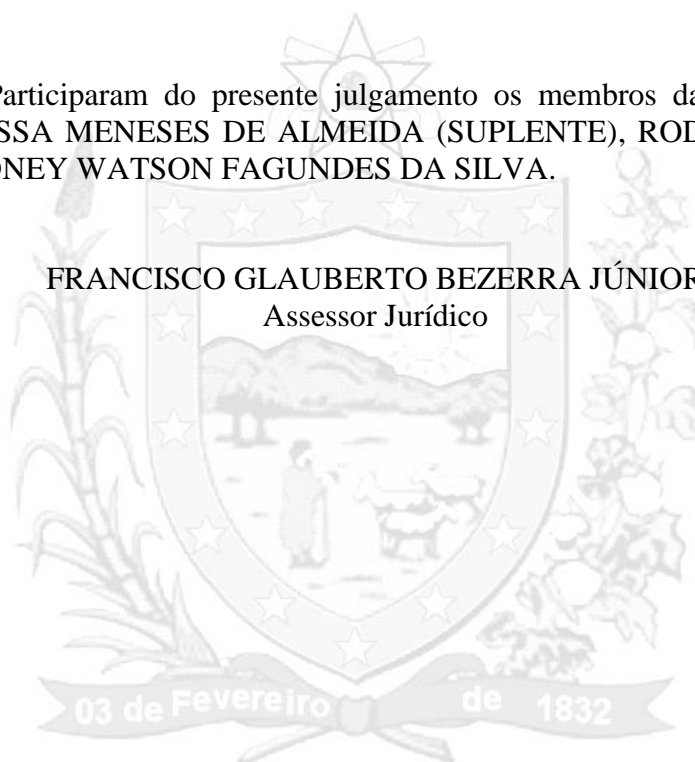 Participaram do presente julgamento os membros da
SSA MENESES DE ALMEIDA (SUPLENTE), ROD
NEY WATSON FAGUNDES DA SILVA.
FRANCISCO GLAUBERTO BEZERRA JÚNIOR
Assessor Jurídico
03 de Fevereiro de 1832